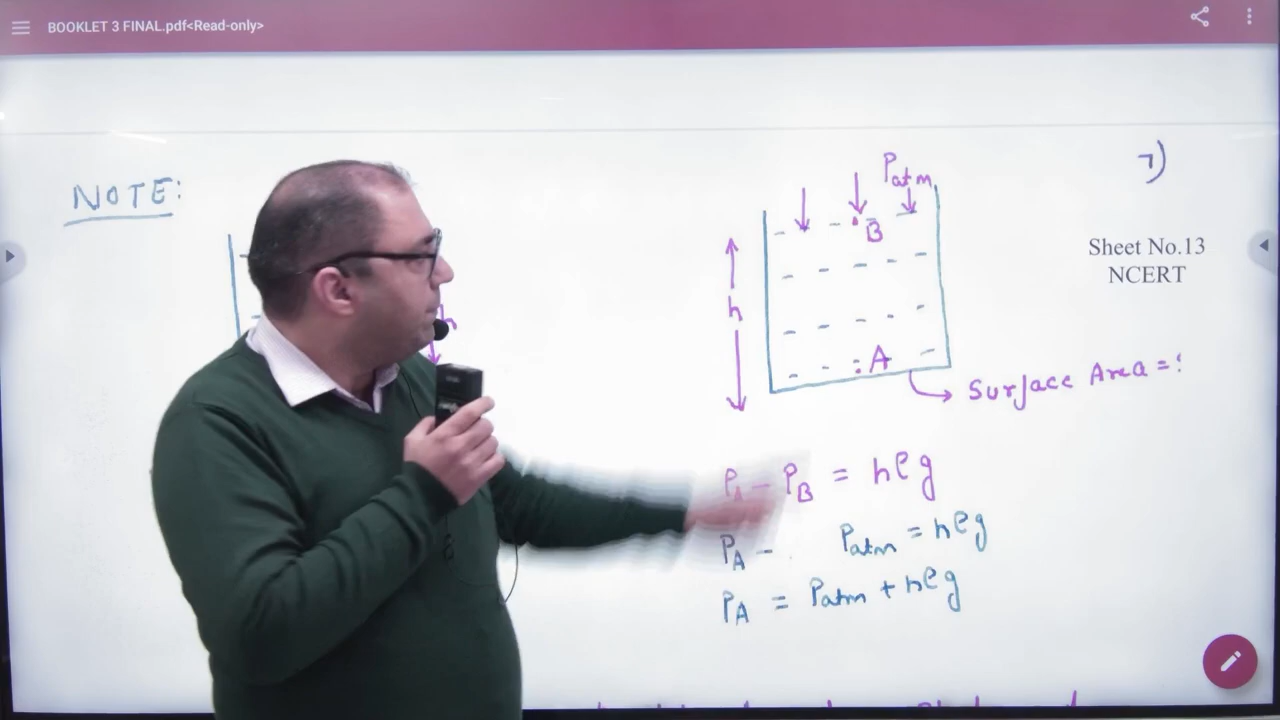 BOOKLET 3 FINAL.pdf<Read-only>
NOTE:
Patm
7)
B
Sheet No.13
NCERT
h
h
A
Surface Area = ?
PA - PB = hρg
PA - Patm = hρg
PA = Patm + hρg